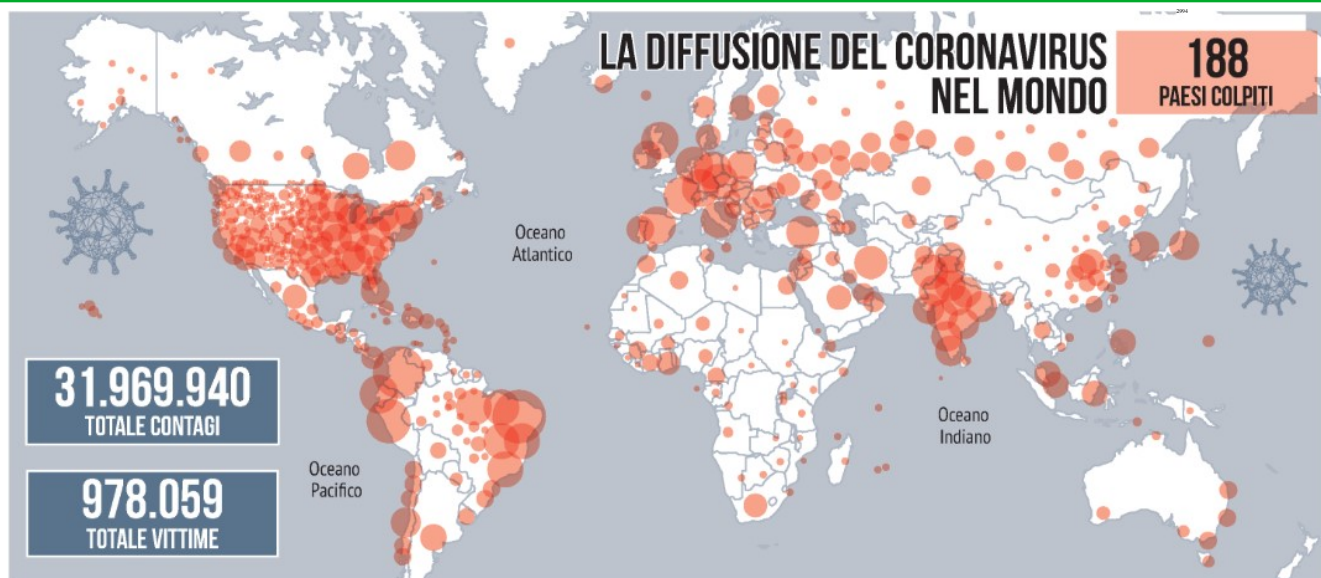 2994
LA DIFFUSIONE DEL CORONAVIRUS
NEL MONDO
188
PAESI COLPITI
Oceano
Atlantico
31.969.940
TOTALE CONTAGI
Oceano
Indiano
Oceano
Pacifico
978.059
TOTALE VITTIME